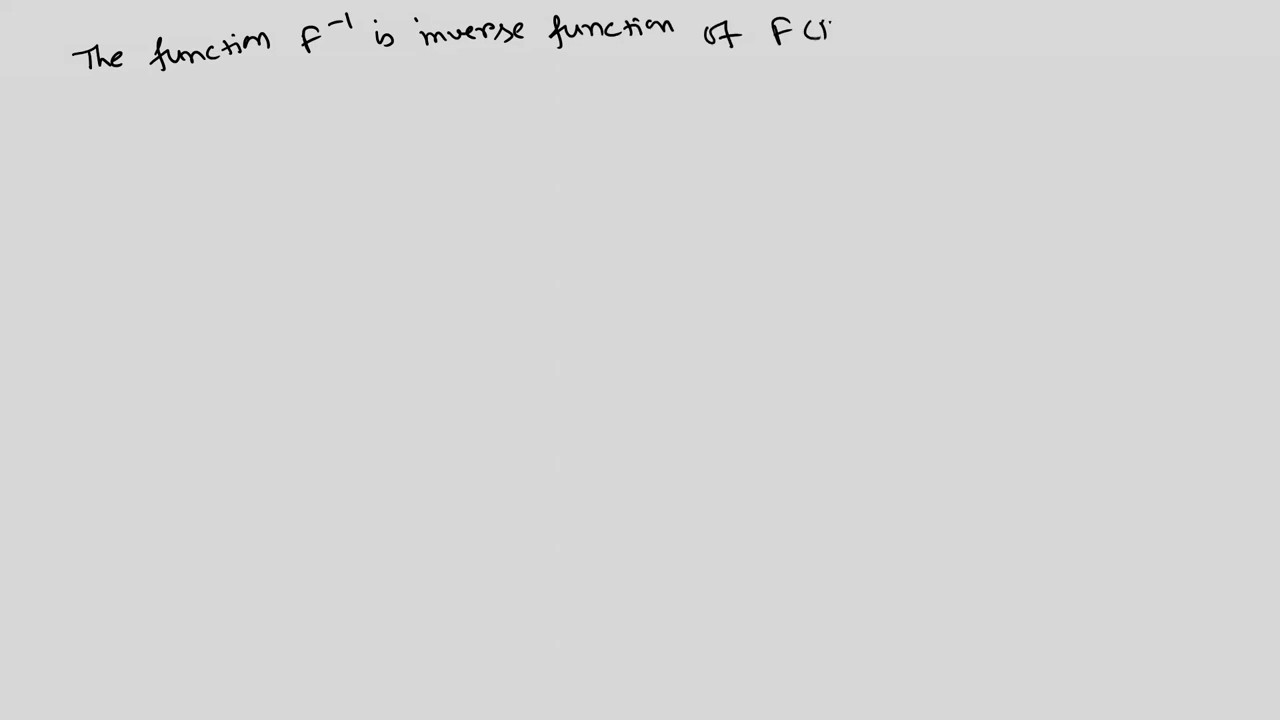 The function F⁻¹ is inverse function of F(